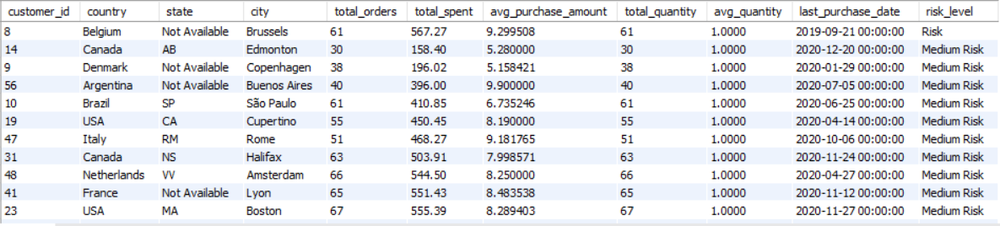 customer_id country state city total_orders total_spent avg_purchase_amount total_quantity avg_quantity last_purchase_date risk_level
8 Belgium Not Available Brussels 61 567.27 9.299508 61 1.0000 2019-09-21 00:00:00 Risk
14 Canada AB Edmonton 30 158.40 5.280000 30 1.0000 2020-12-20 00:00:00 Medium Risk
9 Denmark Not Available Copenhagen 38 196.02 5.158421 38 1.0000 2020-01-29 00:00:00 Medium Risk
56 Argentina Not Available Buenos Aires 40 396.00 9.900000 40 1.0000 2020-07-05 00:00:00 Medium Risk
10 Brazil SP São Paulo 61 410.85 6.735246 61 1.0000 2020-06-25 00:00:00 Medium Risk
19 USA CA Cupertino 55 450.45 8.190000 55 1.0000 2020-04-14 00:00:00 Medium Risk
47 Italy RM Rome 51 468.27 9.181765 51 1.0000 2020-10-06 00:00:00 Medium Risk
31 Canada NS Halifax 63 503.91 7.998571 63 1.0000 2020-11-24 00:00:00 Medium Risk
48 Netherlands VV Amsterdam 66 544.50 8.250000 66 1.0000 2020-04-27 00:00:00 Medium Risk
41 France Not Available Lyon 65 551.43 8.483538 65 1.0000 2020-11-12 00:00:00 Medium Risk
23 USA MA Boston 67 555.39 8.289403 67 1.0000 2020-11-27 00:00:00 Medium Risk